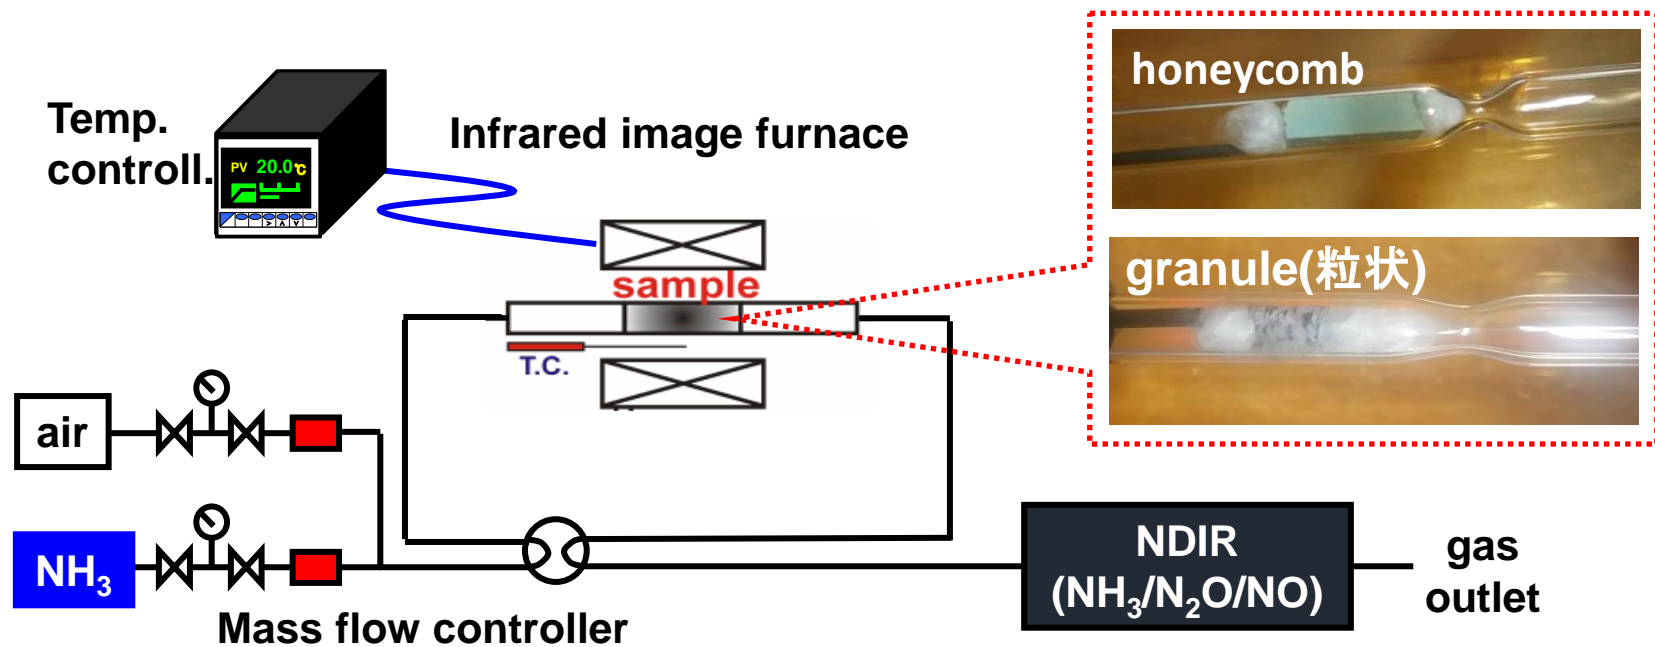 Temp.
controll.
PV 20.0℃
Infrared image furnace
honeycomb
granule(粒状)
sample
T.C.
air
NH3
Mass flow controller
NDIR
(NH3/N2O/NO)
gas
outlet